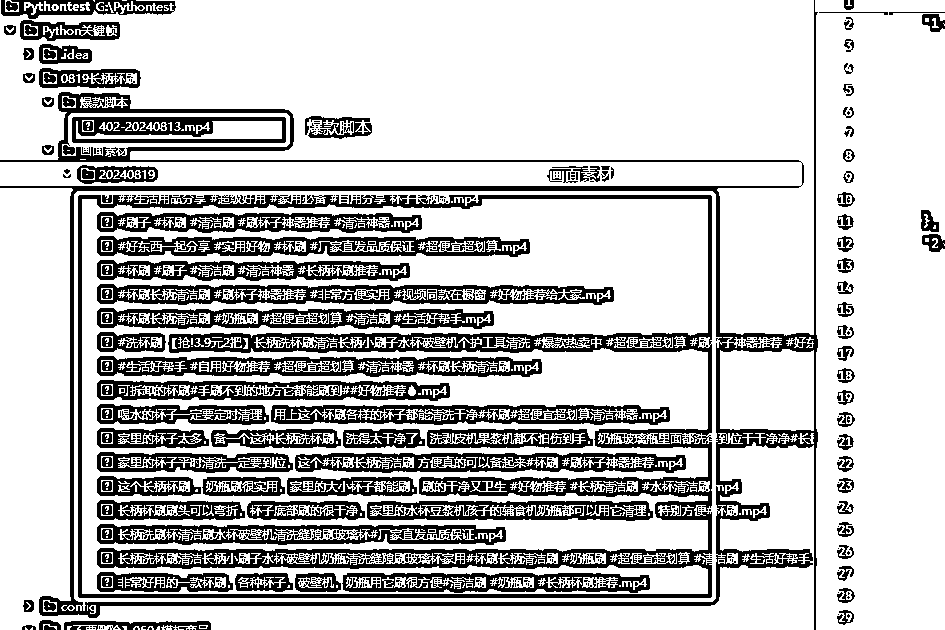 Pythontest G:\Pythontest
Python关键帧
.idea
0819长柄杯刷
爆款脚本
402-20240813.mp4 爆款脚本
画面素材
20240819 画面素材
##生活用品分享 #超级好用 #家用必备 #自用分享 杯子长柄刷.mp4
#刷子 #杯刷 #清洁刷 #刷杯子神器推荐 #清洁神器.mp4
#好东西一起分享 #实用好物 #杯刷 #厂家直发品质保证 #超便宜超划算.mp4
#杯刷 #刷子 #清洁刷 #清洁神器 #长柄杯刷推荐.mp4
#杯刷长柄清洁刷 #刷杯子神器推荐 #非常方便实用 #视频同款在橱窗 #好物推荐给大家.mp4
#杯刷长柄清洁刷 #奶瓶刷 #超便宜超划算 #清洁刷 #生活好帮手.mp4
#洗杯刷 【抢!3.9元2把】长柄洗杯刷清洁长柄小刷子水杯破壁机个护工具清洗 #爆款热卖中 #超便宜超划算 #刷杯子神器推荐 #好东
#生活好帮手 #自用好物推荐 #超便宜超划算 #清洁神器 #杯刷长柄清洁刷.mp4
可拆卸的杯刷#手刷不到的地方它都能刷到##好物推荐.mp4
喝水的杯子一定要定时清理，用上这个杯刷各样的杯子都能清洗干净#杯刷#超便宜超划算清洁神器.mp4
家里的杯子太多，备一个这种长柄洗杯刷，洗得太干净了，洗剥皮机果浆机都不怕伤到手，奶瓶玻璃瓶里面都洗得到位干干净净#长
家里的杯子平时清洗一定要到位，这个#杯刷长柄清洁刷 方便真的可以备起来#杯刷 #刷杯子神器推荐.mp4
这个长柄杯刷，奶瓶刷很实用，家里的大小杯子都能刷，刷的干净又卫生 #好物推荐 #长柄清洁刷 #水杯清洁刷.mp4
长柄杯刷刷头可以弯折，杯子底部刷的很干净，家里的水杯豆浆机孩子的辅食机奶瓶都可以用它清理，特别方便#杯刷.mp4
长柄洗杯刷杯清洁刷水杯破壁机清洗缝隙刷玻璃杯#厂家直发品质保证.mp4
长柄洗杯刷清洁长柄小刷子水杯破壁机奶瓶清洗缝隙刷玻璃杯家用#杯刷长柄清洁刷 #奶瓶刷 #超便宜超划算 #清洁刷 #生活好帮手.
非常好用的一款杯刷，各种杯子，破壁机，奶瓶用它刷很方便#清洁刷 #奶瓶刷 #长柄杯刷推荐.mp4
config
1
2
3
4
5
6
7
8
9
10
11
12
13
14
15
16
17
18
19
20
21
22
23
24
25
26
27
28
29
"1
},
"2